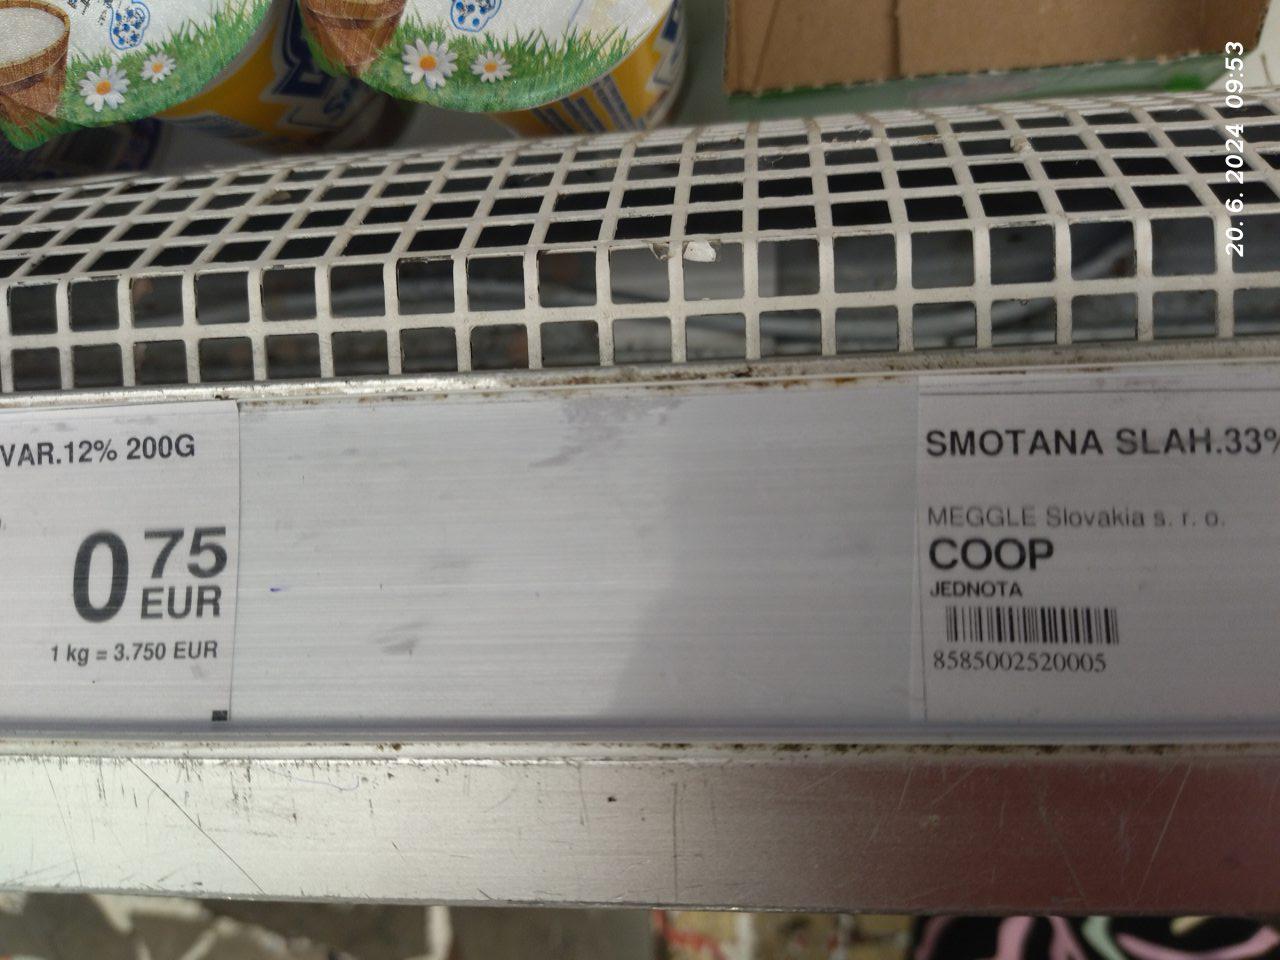 20. 6. 2024 09:53
VAR.12% 200G
0 75
EUR
1 kg = 3.750 EUR
SMOTANA SLAH.33%
MEGGLE Slovakia s. r. o.
COOP
JEDNOTA
8585002520005